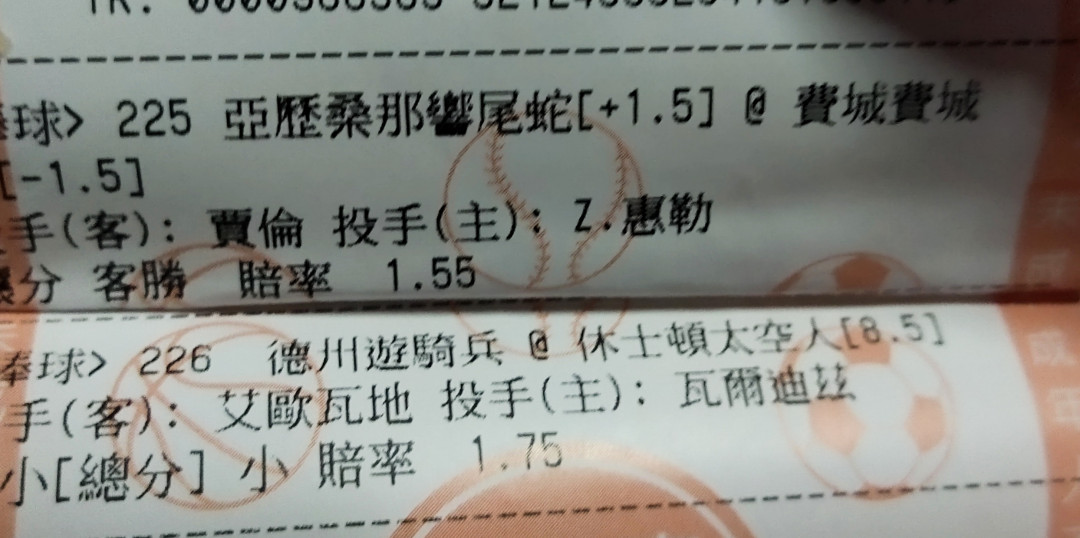 球> 225 亞歷桑那響尾蛇[+1.5] @ 費城費城
[-1.5]
手(客): 賈倫 投手(主): Z.惠勒
分 客勝 賠率 1.55
棒球> 226 德州遊騎兵 @ 休士頓太空人[8.5]
手(客): 艾歐瓦地 投手(主): 瓦爾迪茲
小[總分] 小 賠率 1.75